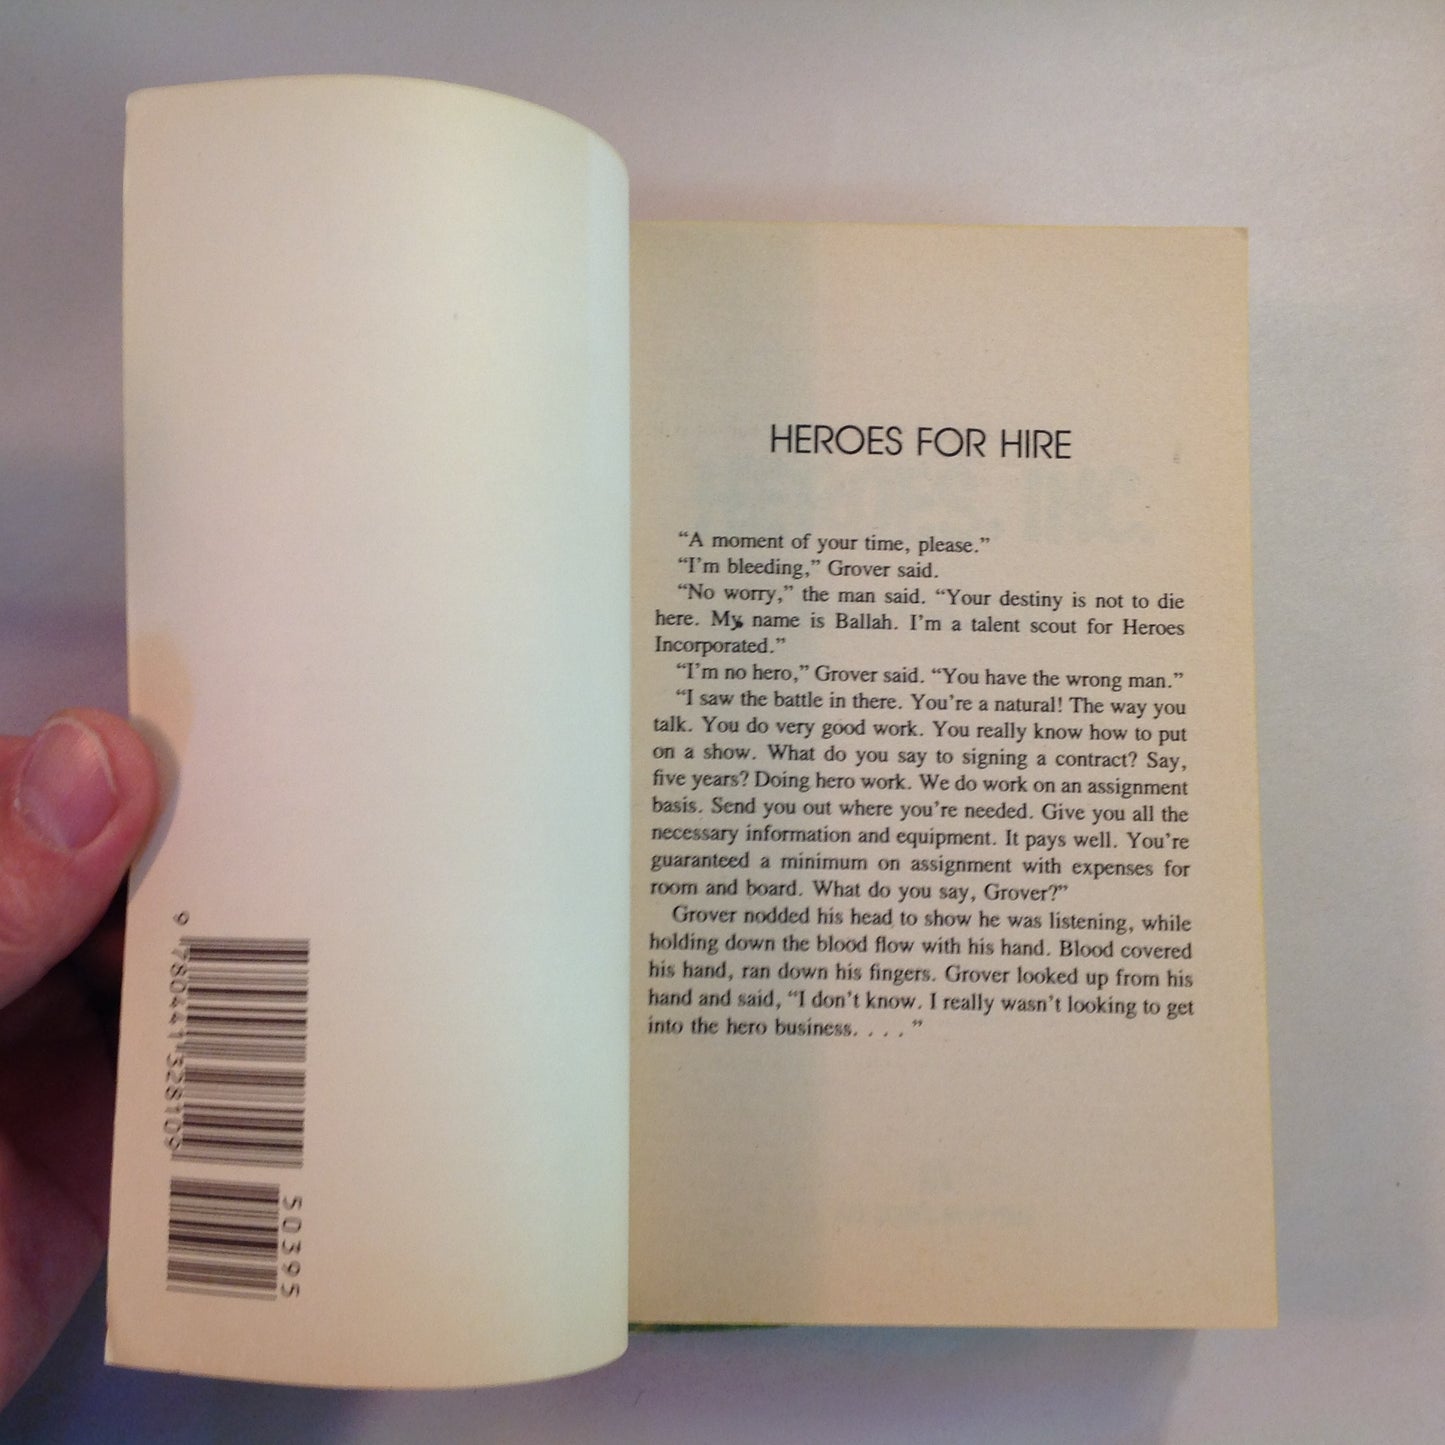 9 780441 328109
50395
HEROES FOR HIRE
“A moment of your time, please.”
“I’m bleeding,” Grover said.
“No worry,” the man said. “Your destiny is not to die
here. My name is Ballah. I’m a talent scout for Heroes
Incorporated.”
“I’m no hero,” Grover said. “You have the wrong man.”
“I saw the battle in there. You’re a natural! The way you
talk. You do very good work. You really know how to put
on a show. What do you say to signing a contract? Say,
five years? Doing hero work. We do work on an assignment
basis. Send you out where you’re needed. Give you all the
necessary information and equipment. It pays well. You’re
guaranteed a minimum on assignment with expenses for
room and board. What do you say, Grover?”
Grover nodded his head to show he was listening, while
holding down the blood flow with his hand. Blood covered
his hand, ran down his fingers. Grover looked up from his
hand and said, “I don’t know. I really wasn’t looking to get
into the hero business. . . . ”